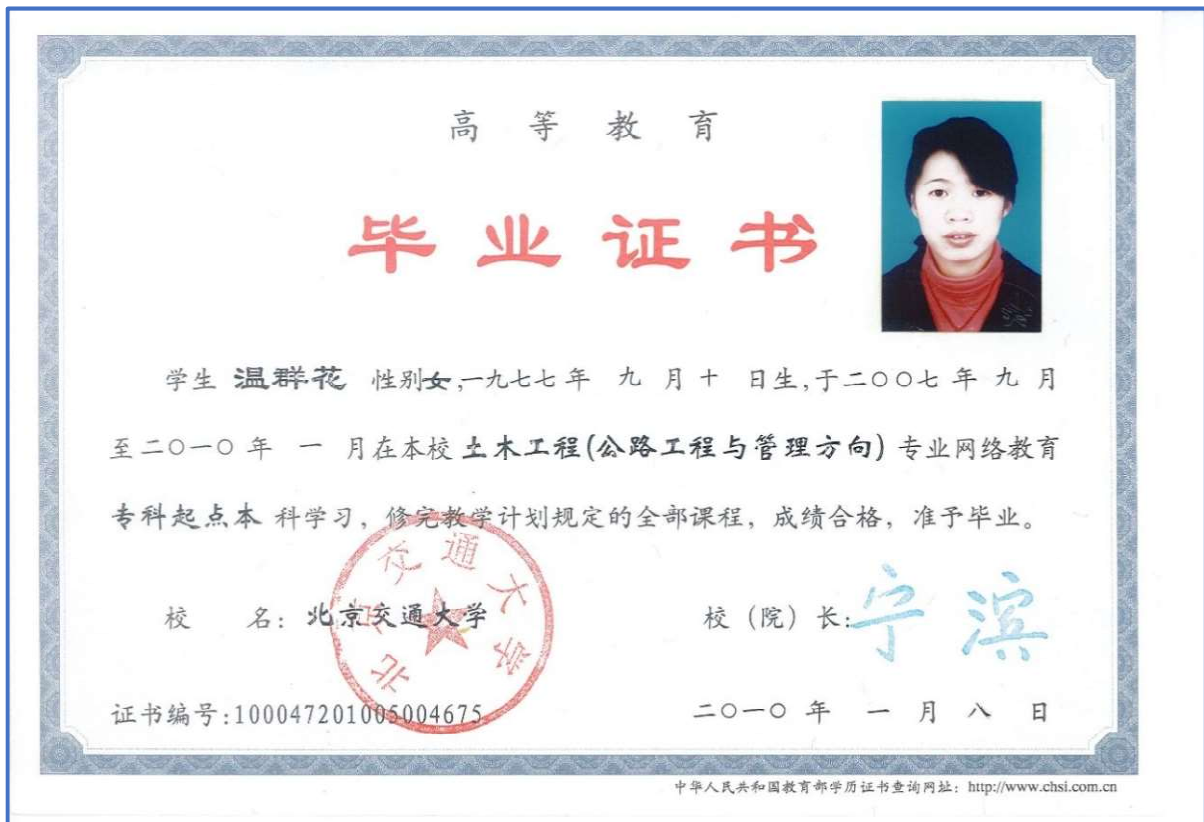 高等教育
毕业证书
学生 温群花 性别女,一九七七年 九 月十 日生,于二〇〇七年 九 月
至二〇一〇年 一 月在本校 土木工程(公路工程与管理方向) 专业网络教育
专科起点本 科学习，修完教学计划规定的全部课程，成绩合格，准予毕业。
校 名：北京交通大学
校（院）长：宁滨
北京交通大学
证书编号:100047201005004675
二〇一〇 年 一 月 八 日
中华人民共和国教育部学历证书查询网址：http://www.chsi.com.cn